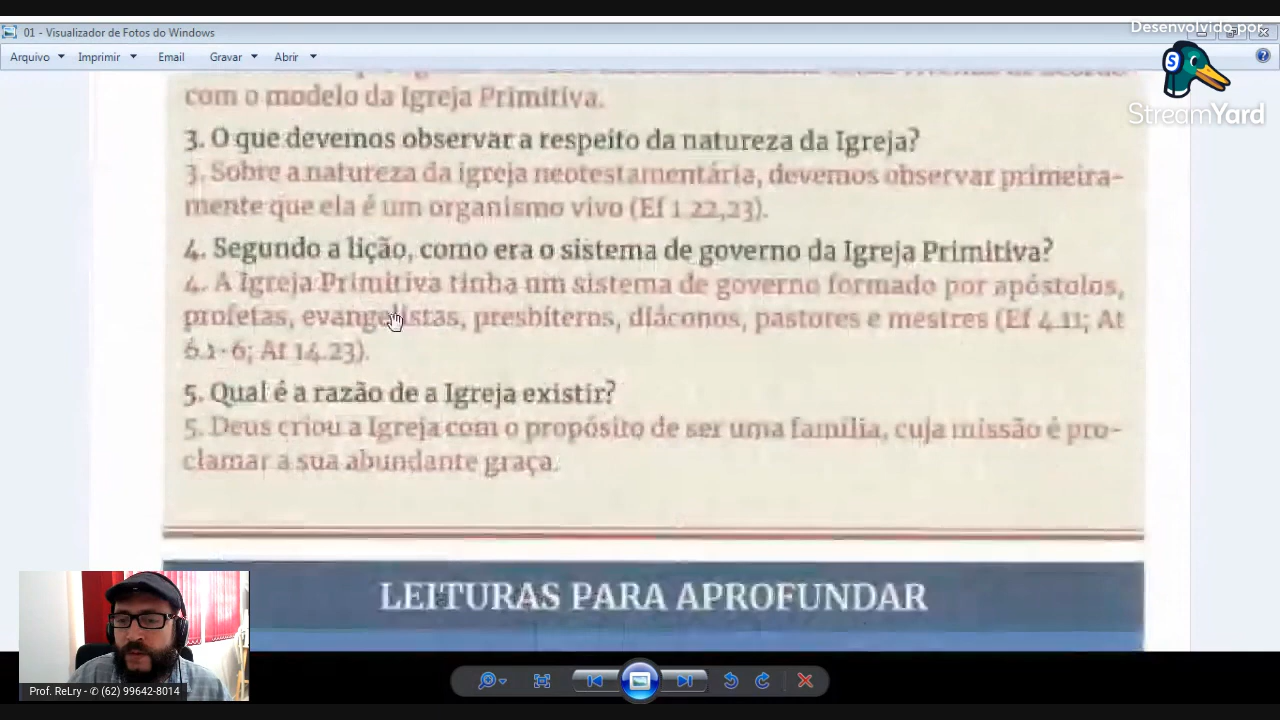 01 - Visualizador de Fotos do Windows
Desenvolvido por
Arquivo Imprimir Email Gravar Abrir
StreamYard
com o modelo da Igreja Primitiva.
3. O que devemos observar a respeito da natureza da Igreja?
3. Sobre a natureza da igreja neotestamentária, devemos observar primeira-
mente que ela é um organismo vivo (Ef 1.22,23).
4. Segundo a lição, como era o sistema de governo da Igreja Primitiva?
4. A Igreja Primitiva tinha um sistema de governo formado por apóstolos,
profetas, evangelistas, presbíteros, diáconos, pastores e mestres (Ef 4.11; At
6.1-6; At 14.23).
5. Qual é a razão de a Igreja existir?
5. Deus criou a Igreja com o propósito de ser uma família, cuja missão é pro-
clamar a sua abundante graça.
LEITURAS PARA APROFUNDAR
Prof. ReLry - ✆ (62) 99642-8014